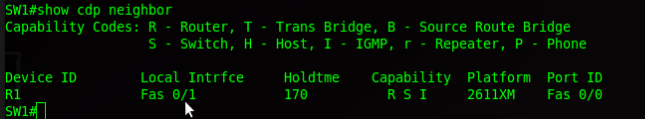 SW1#show cdp neighbor
Capability Codes: R - Router, T - Trans Bridge, B - Source Route Bridge
S - Switch, H - Host, I - IGMP, r - Repeater, P - Phone
Device ID Local Intrfce Holdtme Capability Platform Port ID
R1 Fas 0/1 170 R S I 2611XM Fas 0/0
SW1#